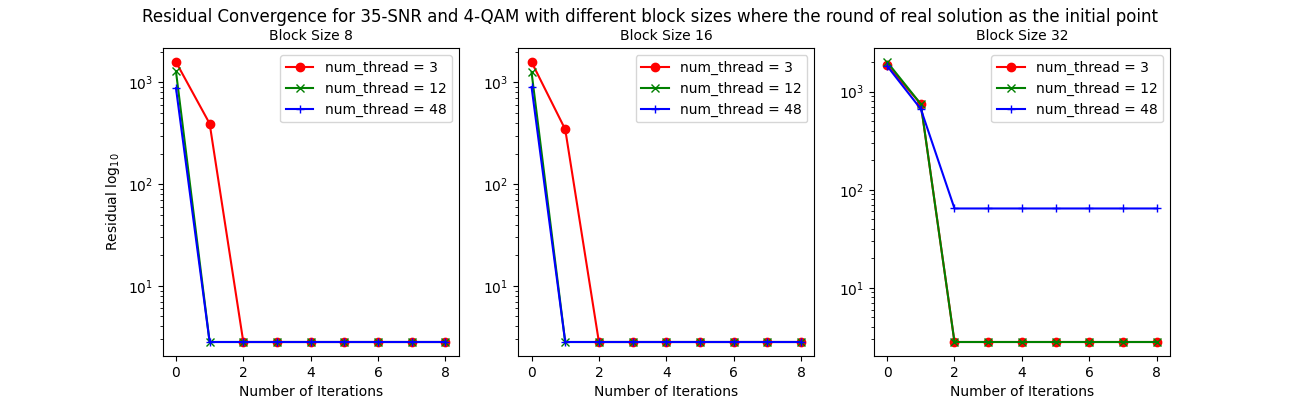 Residual Convergence for 35-SNR and 4-QAM with different block sizes where the round of real solution as the initial point
Block Size 8
num_thread = 3
num_thread = 12
num_thread = 48
10³
10²
10¹
Residual log₁₀
0 2 4 6 8
Number of Iterations
Block Size 16
num_thread = 3
num_thread = 12
num_thread = 48
10³
10²
10¹
0 2 4 6 8
Number of Iterations
Block Size 32
num_thread = 3
num_thread = 12
num_thread = 48
10³
10²
10¹
0 2 4 6 8
Number of Iterations